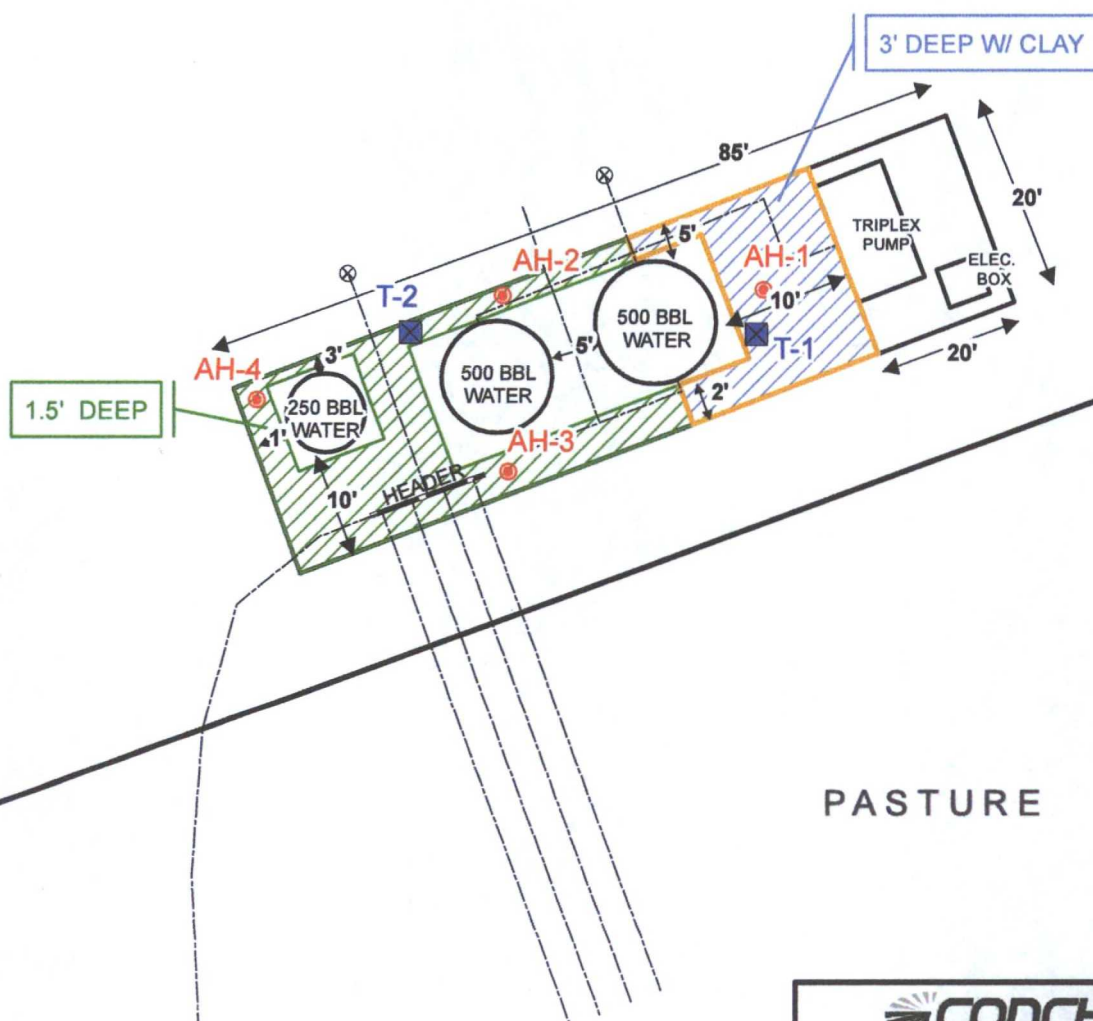 3' DEEP W/ CLAY
85'
20'
TRIPLEX
PUMP
ELEC.
BOX
5'
AH-2
AH-1
T-2
10'
500 BBL
WATER
T-1
5'
20'
500 BBL
WATER
2'
3'
AH-4
1.5' DEEP
250 BBL
WATER
1'
AH-3
HEADER
10'
PASTURE